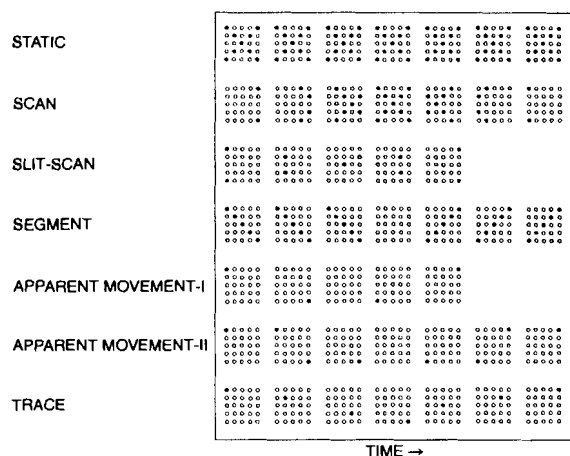 STATIC
SCAN
SLIT-SCAN
SEGMENT
APPARENT MOVEMENT-I
APPARENT MOVEMENT-II
TRACE
TIME →